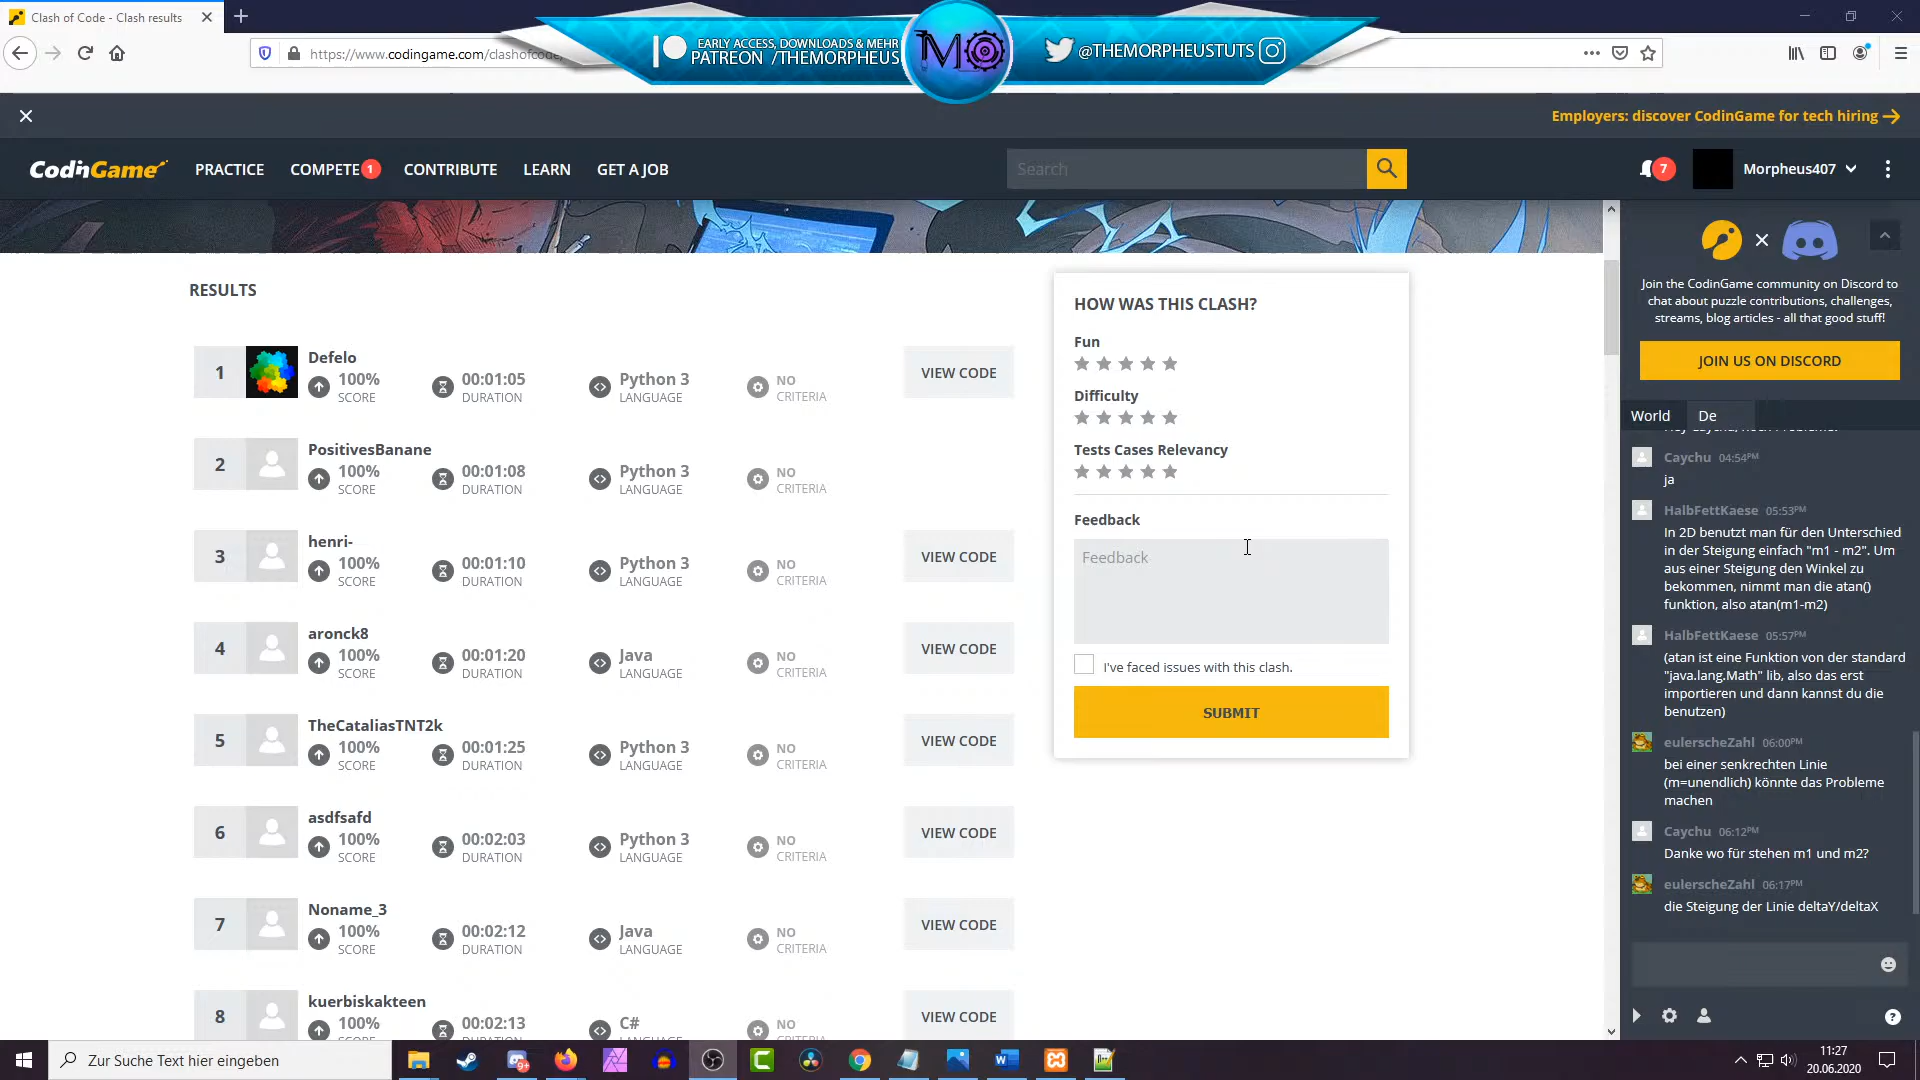 Clash of Code - Clash results
EARLY ACCESS, DOWNLOADS & MEHR
PATREON /THEMORPHEUS
MO
@THEMORPHEUSTUTS
https://www.codingame.com/clashofcode
Employers: discover CodinGame for tech hiring
CodinGame
PRACTICE
COMPETE 1
CONTRIBUTE
LEARN
GET A JOB
Search
7
Morpheus407
RESULTS
1
Defelo
100%
SCORE
00:01:05
DURATION
Python 3
LANGUAGE
NO
CRITERIA
VIEW CODE
2
PositivesBanane
100%
SCORE
00:01:08
DURATION
Python 3
LANGUAGE
NO
CRITERIA
3
henri-
100%
SCORE
00:01:10
DURATION
Python 3
LANGUAGE
NO
CRITERIA
VIEW CODE
4
aronck8
100%
SCORE
00:01:20
DURATION
Java
LANGUAGE
NO
CRITERIA
VIEW CODE
5
TheCataliasTNT2k
100%
SCORE
00:01:25
DURATION
Python 3
LANGUAGE
NO
CRITERIA
VIEW CODE
6
asdfsafd
100%
SCORE
00:02:03
DURATION
Python 3
LANGUAGE
NO
CRITERIA
VIEW CODE
7
Noname_3
100%
SCORE
00:02:12
DURATION
Java
LANGUAGE
NO
CRITERIA
VIEW CODE
8
kuerbiskakteen
100%
00:02:13
C#
NO
VIEW CODE
HOW WAS THIS CLASH?
Fun
Difficulty
Tests Cases Relevancy
Feedback
Feedback
I've faced issues with this clash.
SUBMIT
Join the CodinGame community on Discord to
chat about puzzle contributions, challenges,
streams, blog articles - all that good stuff!
JOIN US ON DISCORD
World
De
Caychu 04:54PM
ja
HalbFettKaese 05:53PM
In 2D benutzt man für den Unterschied
in der Steigung einfach "m1 - m2". Um
aus einer Steigung den Winkel zu
bekommen, nimmt man die atan()
funktion, also atan(m1-m2)
HalbFettKaese 05:57PM
(atan ist eine Funktion von der standard
"java.lang.Math" lib, also das erst
importieren und dann kannst du die
benutzen)
eulerscheZahl 06:00PM
bei einer senkrechten Linie
(m=unendlich) könnte das Probleme
machen
Caychu 06:12PM
Danke wo für stehen m1 und m2?
eulerscheZahl 06:17PM
die Steigung der Linie deltaY/deltaX
Zur Suche Text hier eingeben
11:27
20.06.2020